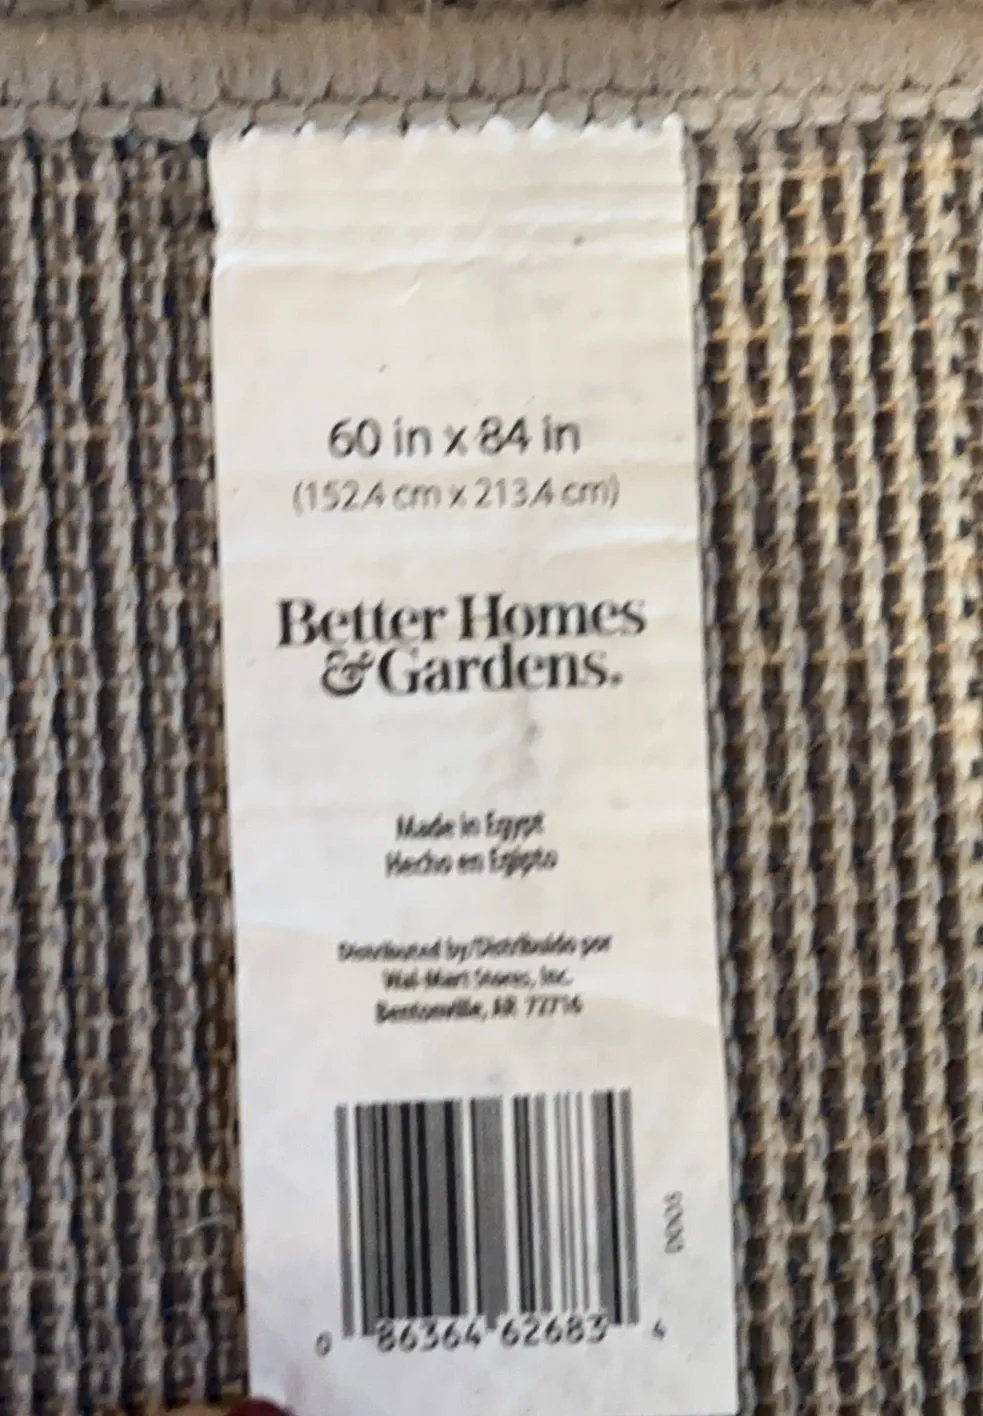 60 in x 84 in
(152.4 cm x 213.4 cm)
Better Homes
&Gardens.
Made in Egypt
Hecho en Egipto
Distributed by/Distribuido por
Wal-Mart Stores, Inc.
Bentonville, AR 72716
0 86364 62683 4